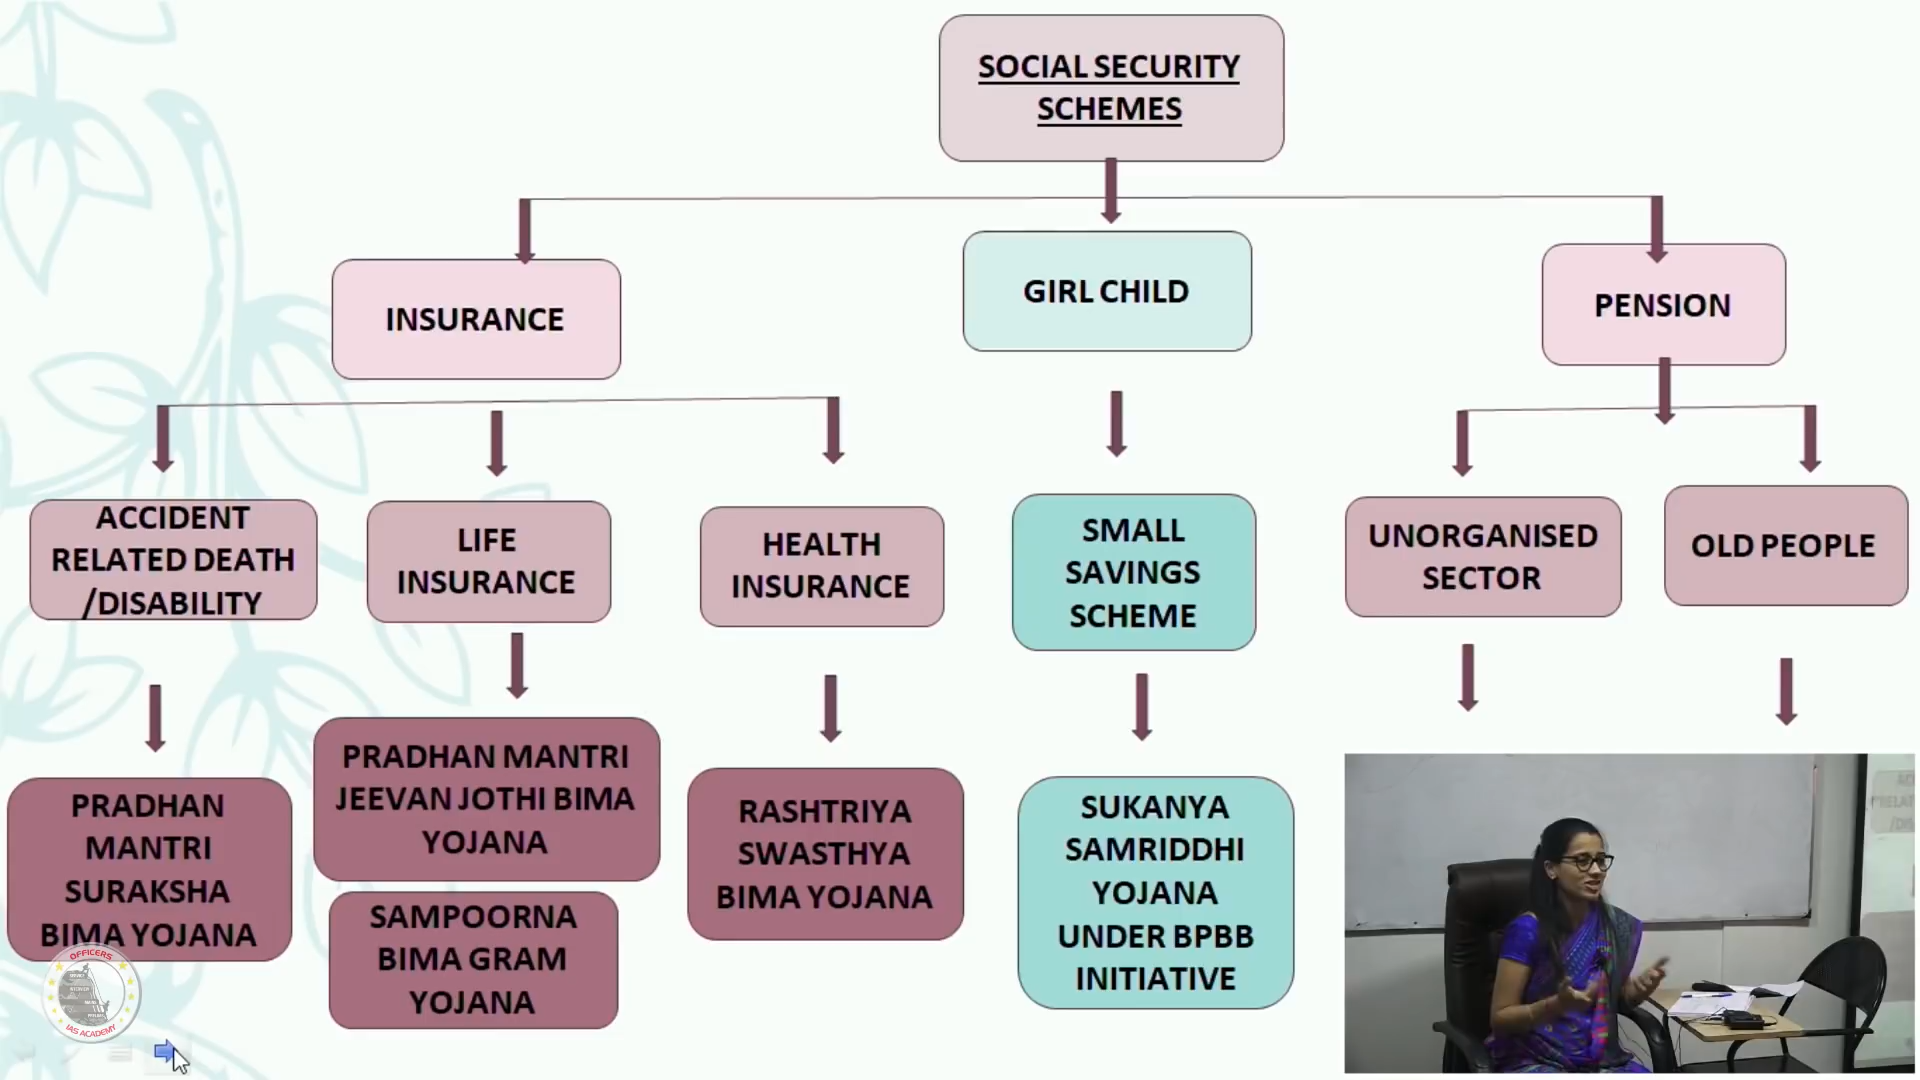 SOCIAL SECURITY
SCHEMES
INSURANCE
GIRL CHILD
PENSION
ACCIDENT
RELATED DEATH
/DISABILITY
LIFE
INSURANCE
HEALTH
INSURANCE
SMALL
SAVINGS
SCHEME
UNORGANISED
SECTOR
OLD PEOPLE
PRADHAN
MANTRI
SURAKSHA
BIMA YOJANA
PRADHAN MANTRI
JEEVAN JOTHI BIMA
YOJANA
SAMPOORNA
BIMA GRAM
YOJANA
RASHTRIYA
SWASTHYA
BIMA YOJANA
SUKANYA
SAMRIDDHI
YOJANA
UNDER BPBB
INITIATIVE
OFFICERS
IAS ACADEMY